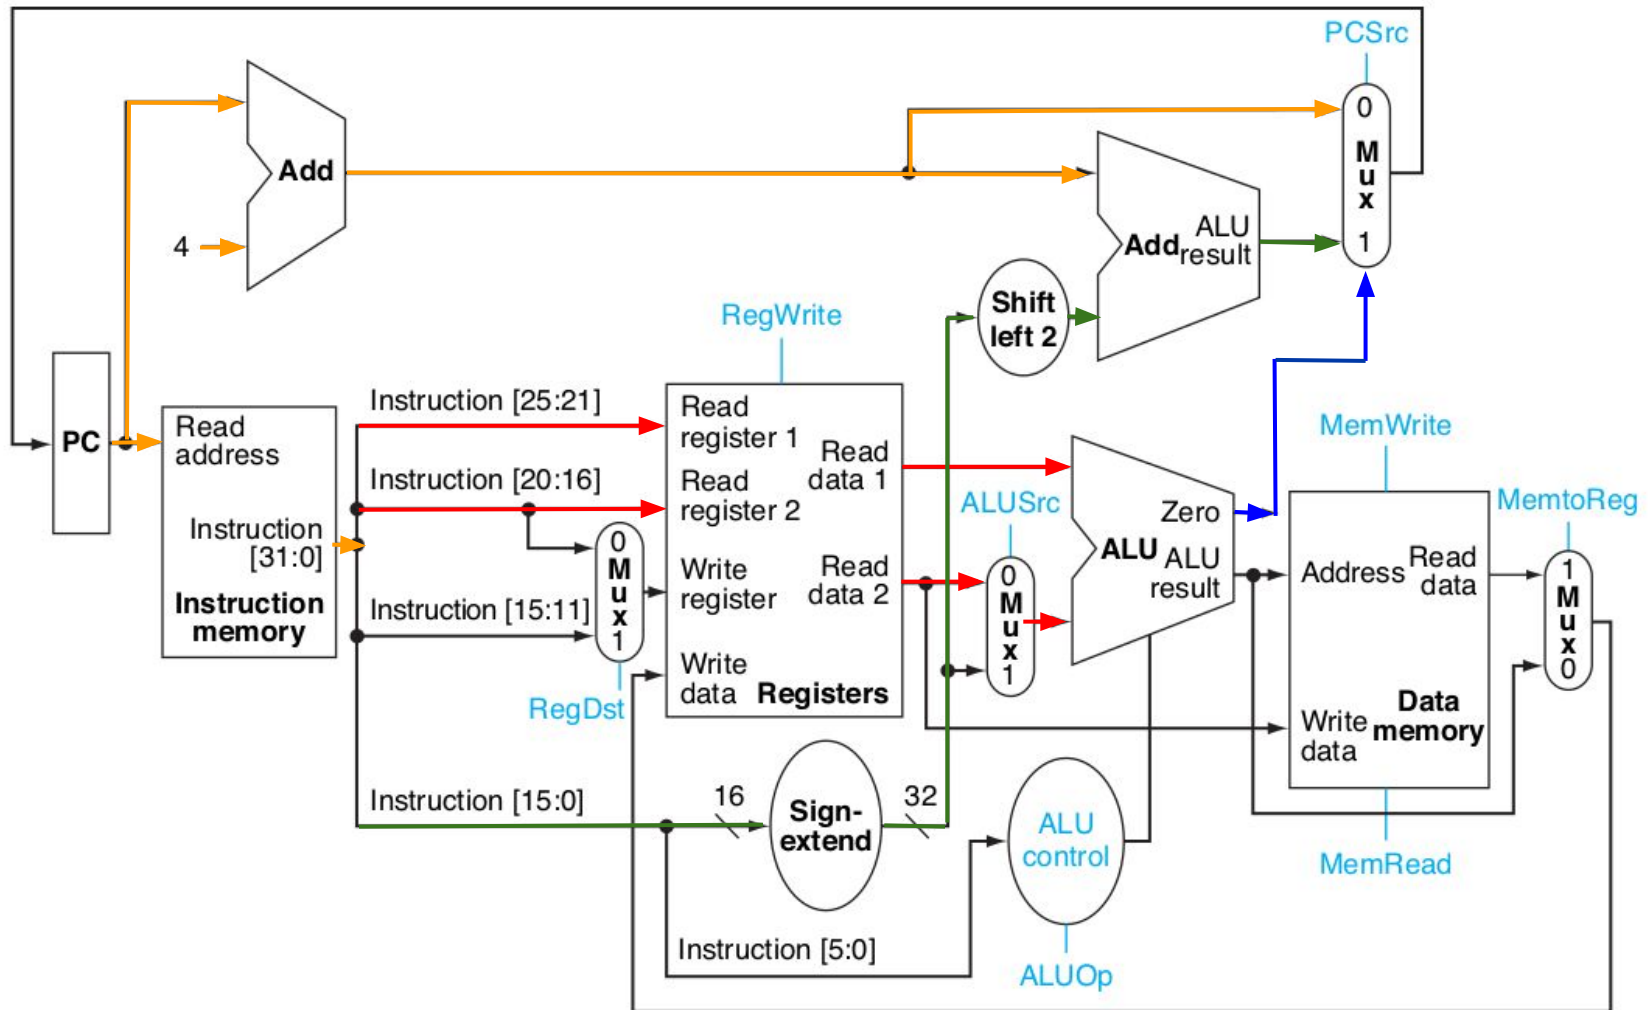 PCSrc
0
M
u
x
1
Add
4
Add
ALU
result
Shift
left 2
RegWrite
PC
Read
address
Instruction
[31:0]
Instruction
memory
Instruction [25:21]
Instruction [20:16]
Instruction [15:11]
Instruction [15:0]
0
M
u
x
1
RegDst
Read
register 1
Read
register 2
Write
register
Write
data
Read
data 1
Read
data 2
Registers
ALUSrc
0
M
u
x
1
Zero
ALU
ALU
result
MemWrite
Address
Read
data
Write
data
Data
memory
MemRead
MemtoReg
1
M
u
x
0
16
Sign-
extend
32
ALU
control
ALUOp
Instruction [5:0]